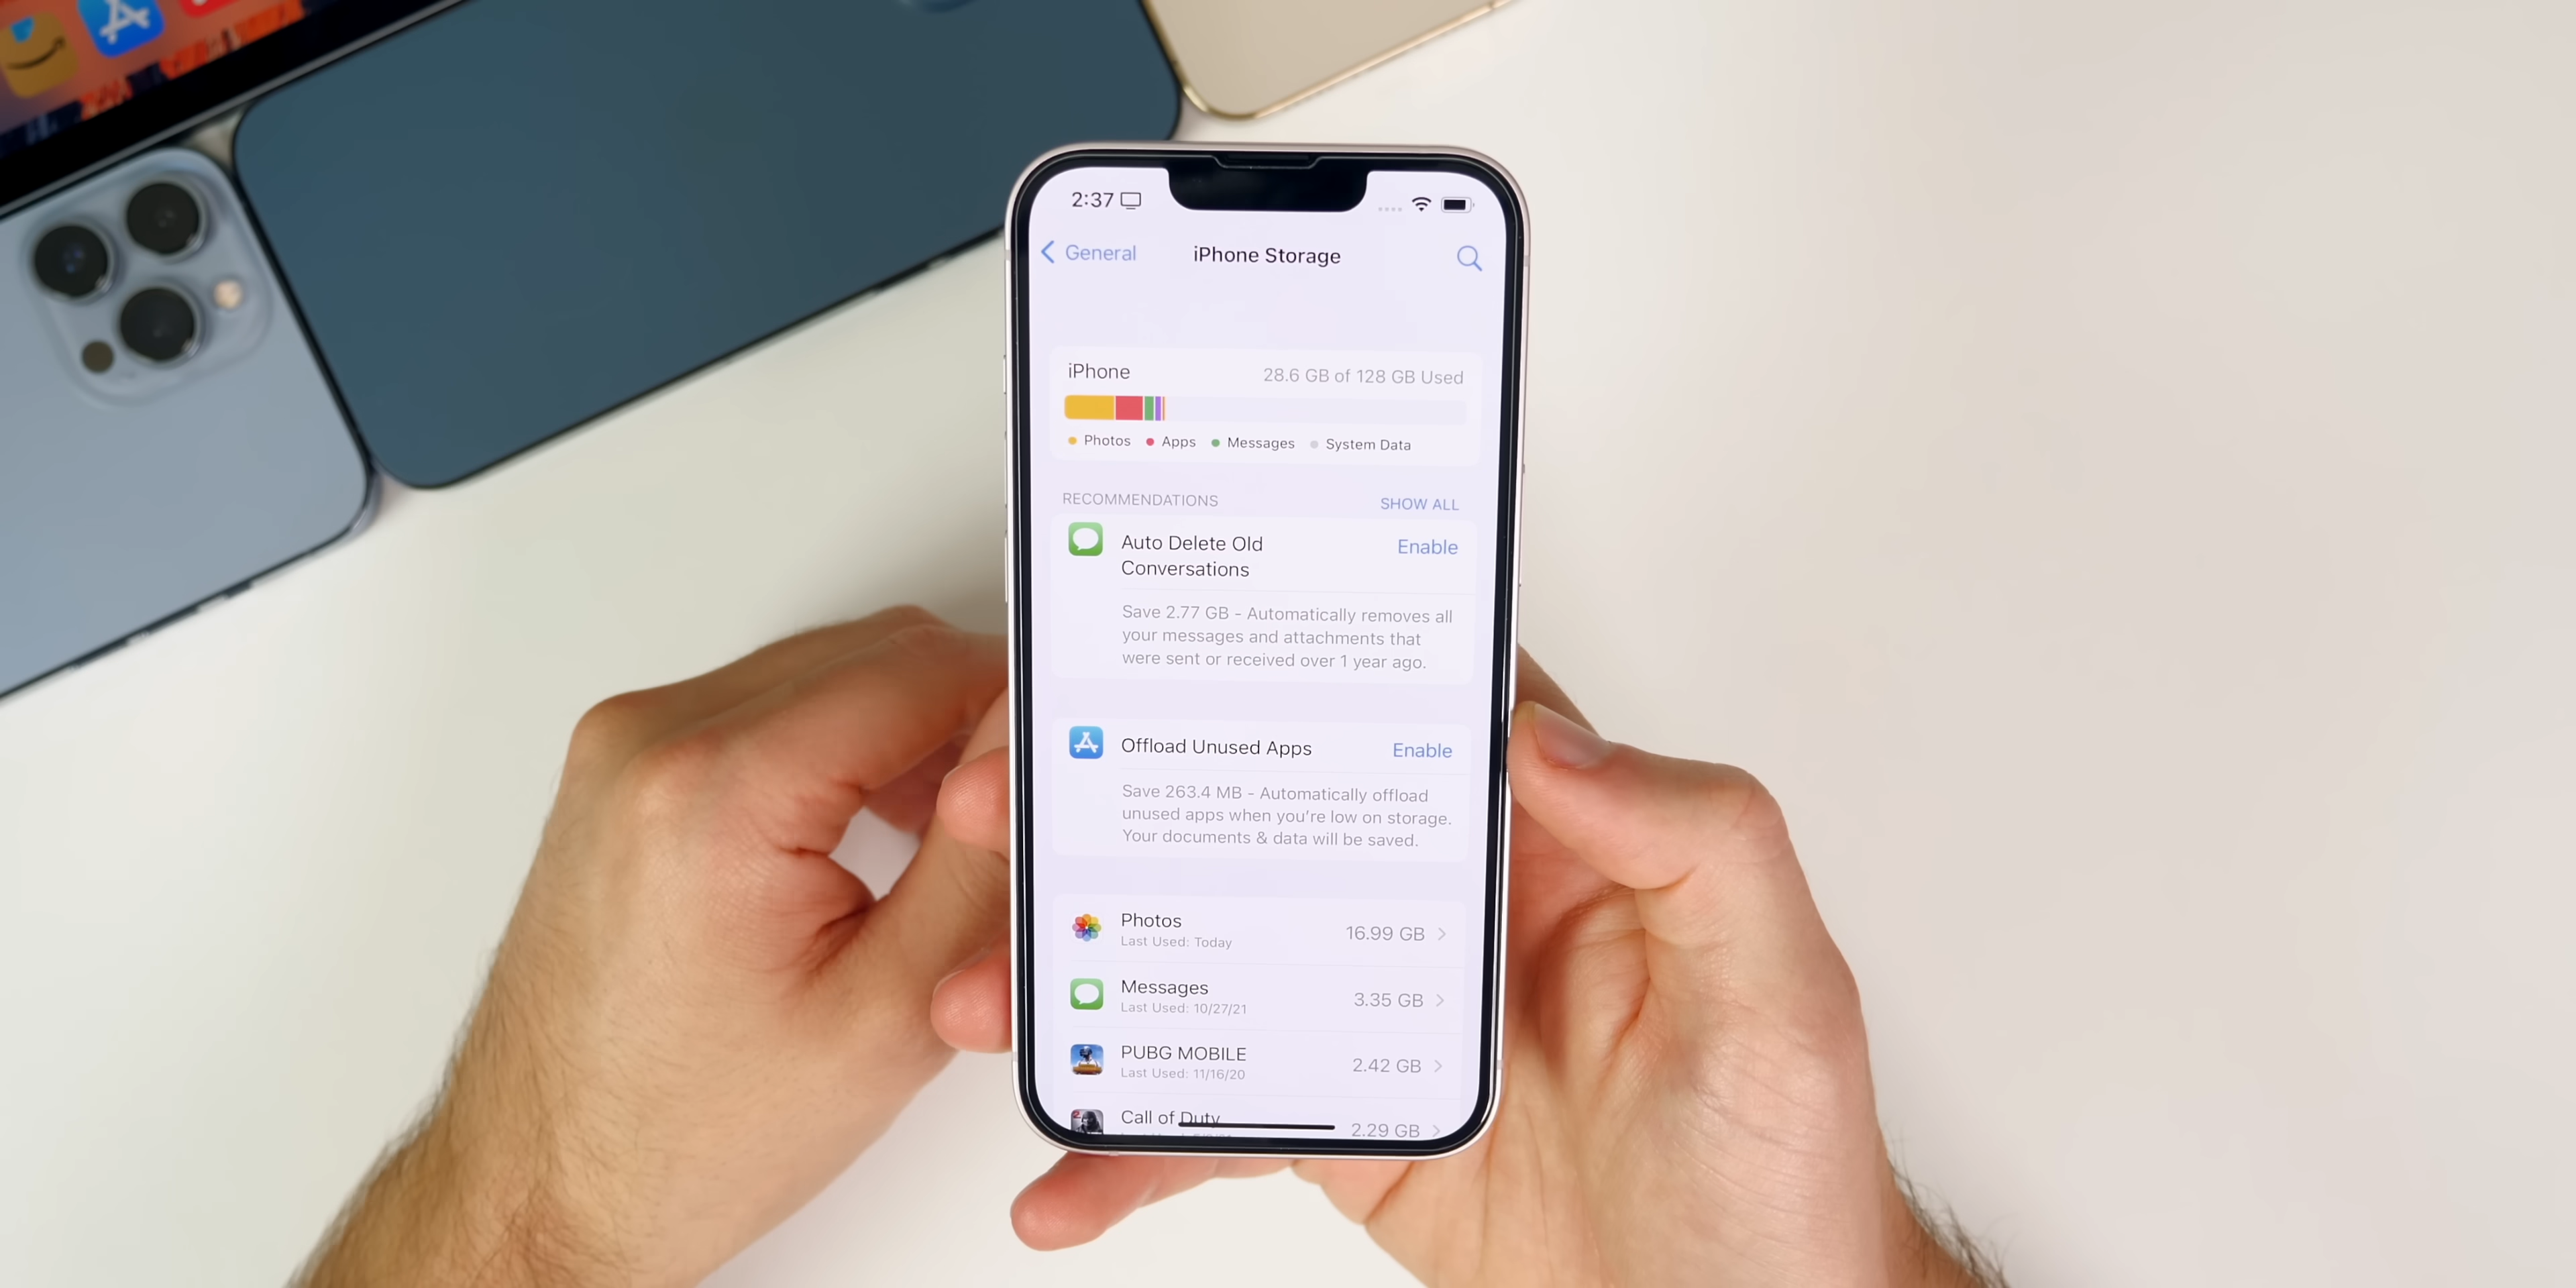 2:37
General
iPhone Storage
iPhone
28.6 GB of 128 GB Used
Photos
Apps
Messages
System Data
RECOMMENDATIONS
SHOW ALL
Auto Delete Old
Conversations
Enable
Save 2.77 GB - Automatically removes all
your messages and attachments that
were sent or received over 1 year ago.
Offload Unused Apps
Enable
Save 263.4 MB - Automatically offload
unused apps when you're low on storage.
Your documents & data will be saved.
Photos
16.99 GB
Last Used: Today
Messages
3.35 GB
Last Used: 10/27/21
PUBG MOBILE
2.42 GB
Last Used: 11/16/20
Call of Duty
2.29 GB